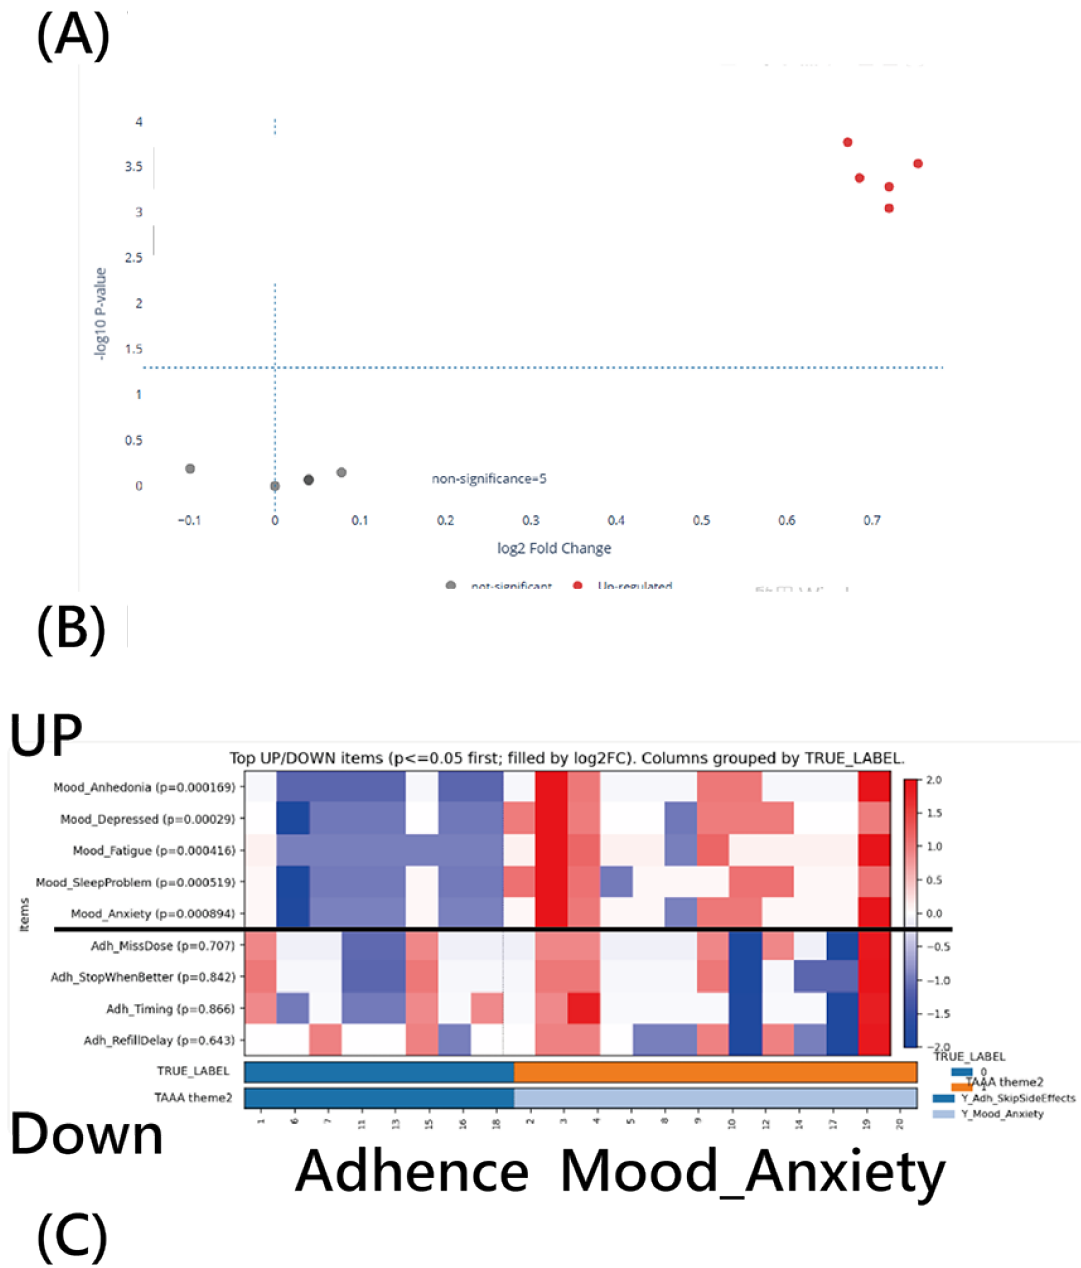 (A)
4
3.5
3
2.5
2
1.5
1
0.5
0
-log10 P-value
non-significance=5
−0.1 0 0.1 0.2 0.3 0.4 0.5 0.6 0.7
log2 Fold Change
not-significant Up-regulated
(B)
UP
Top UP/DOWN items (p<=0.05 first; filled by log2FC). Columns grouped by TRUE_LABEL.
Items
Mood_Anhedonia (p=0.000169)
Mood_Depressed (p=0.00029)
Mood_Fatigue (p=0.000416)
Mood_SleepProblem (p=0.000519)
Mood_Anxiety (p=0.000894)
Adh_MissDose (p=0.707)
Adh_StopWhenBetter (p=0.842)
Adh_Timing (p=0.866)
Adh_RefillDelay (p=0.643)
2.0
1.5
1.0
0.5
0.0
−0.5
−1.0
−1.5
−2.0
TRUE_LABEL
TAAA theme2
TRUE_LABEL
0
1
TAAA theme2
Y_Adh_SkipSideEffects
Y_Mood_Anxiety
1 6 7 11 13 15 16 18 2 3 4 5 8 9 10 12 14 17 19 20
Down
Adhence Mood_Anxiety
(C)